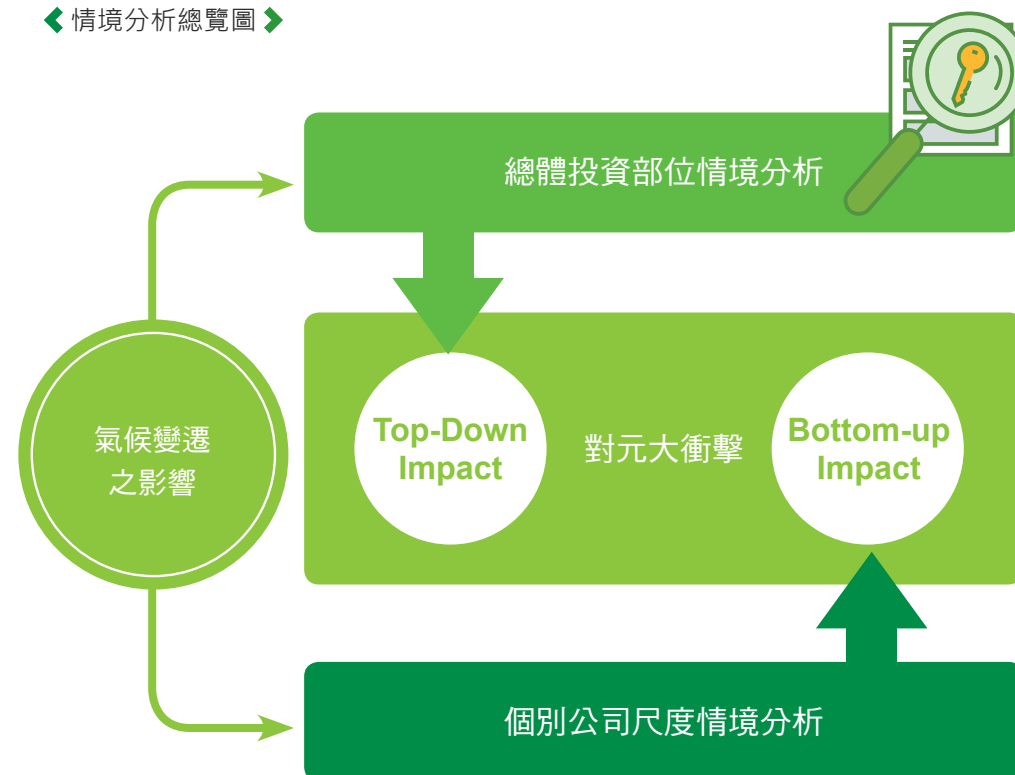 情境分析總覽圖
總體投資部位情境分析
氣候變遷
之影響
Top-Down
Impact
對元大衝擊
Bottom-up
Impact
個別公司尺度情境分析